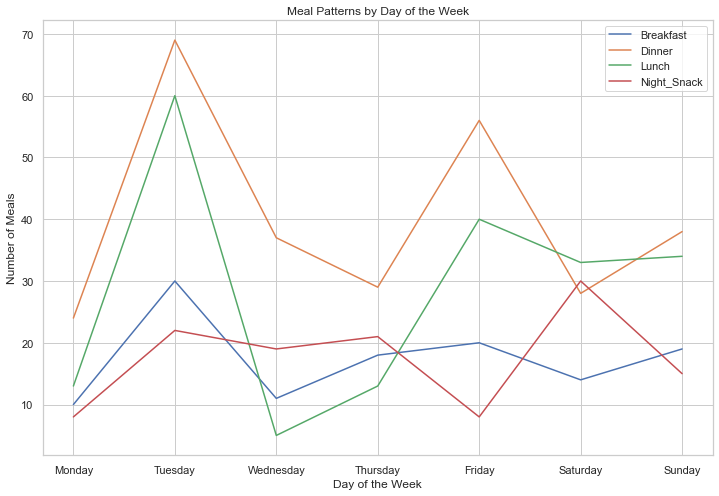 Meal Patterns by Day of the Week
Breakfast
Dinner
Lunch
Night_Snack
Number of Meals
70
60
50
40
30
20
10
Monday Tuesday Wednesday Thursday Friday Saturday Sunday
Day of the Week